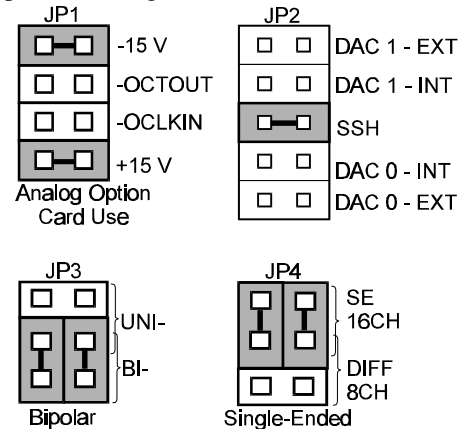 JP1
-15 V
-OCTOUT
-OCLKIN
+15 V
Analog Option
Card Use
JP2
DAC 1 - EXT
DAC 1 - INT
SSH
DAC 0 - INT
DAC 0 - EXT
JP3
UNI-
BI-
Bipolar
JP4
SE
16CH
DIFF
8CH
Single-Ended